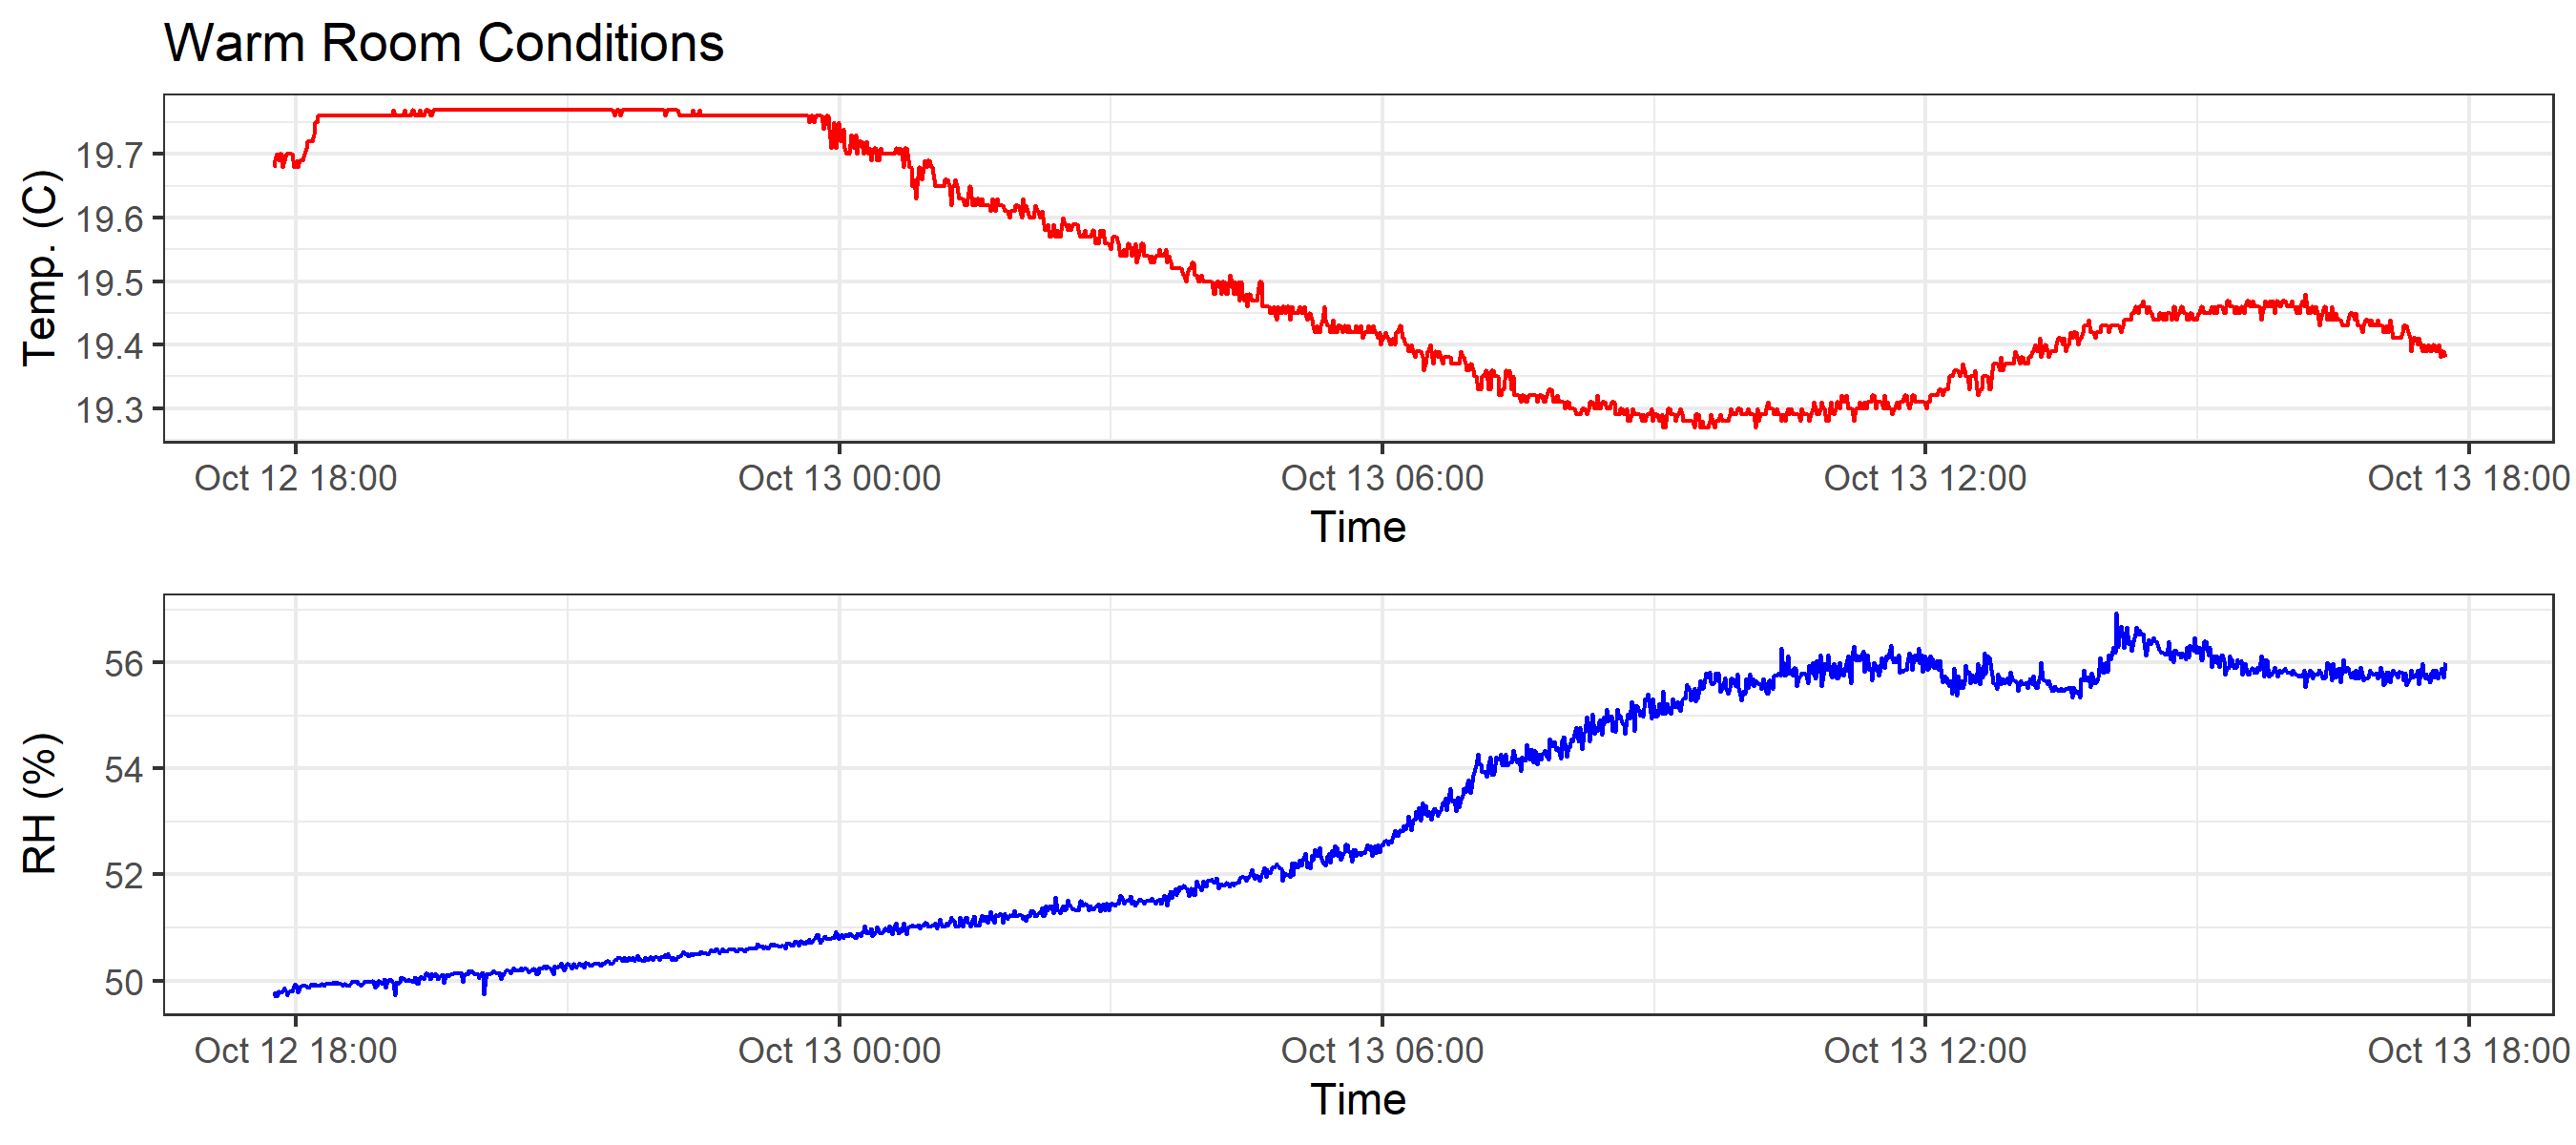 Warm Room Conditions
Temp. (C)
19.7
19.6
19.5
19.4
19.3
Oct 12 18:00 Oct 13 00:00 Oct 13 06:00 Oct 13 12:00 Oct 13 18:00
Time
RH (%)
56
54
52
50
Oct 12 18:00 Oct 13 00:00 Oct 13 06:00 Oct 13 12:00 Oct 13 18:00
Time